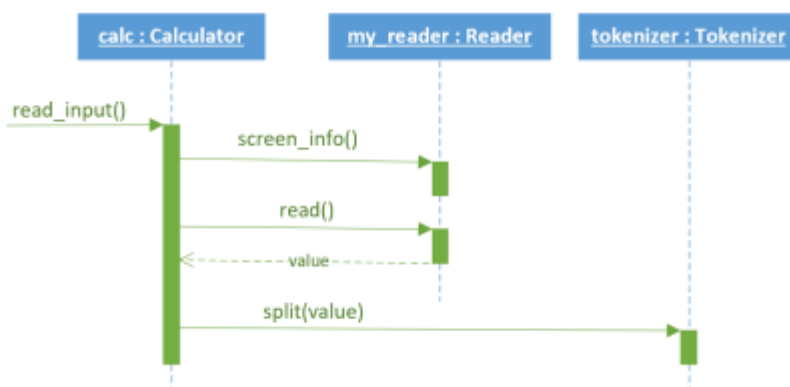 calc : Calculator
my_reader : Reader
tokenizer : Tokenizer
read_input()
screen_info()
read()
value
split(value)